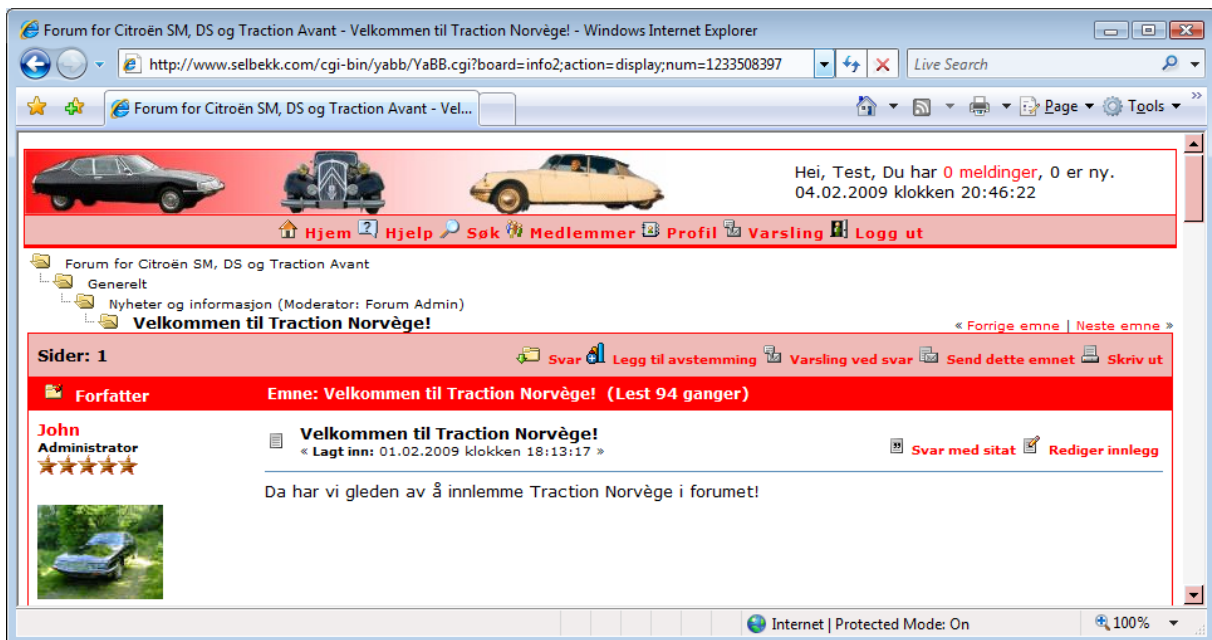 Forum for Citroën SM, DS og Traction Avant - Velkommen til Traction Norvège! - Windows Internet Explorer
http://www.selbekk.com/cgi-bin/yabb/YaBB.cgi?board=info2;action=display;num=1233508397
Live Search
Forum for Citroën SM, DS og Traction Avant - Vel...
Page
Tools
Hei, Test, Du har 0 meldinger, 0 er ny.
04.02.2009 klokken 20:46:22
Hjem Hjelp Søk Medlemmer Profil Varsling Logg ut
Forum for Citroën SM, DS og Traction Avant
Generelt
Nyheter og informasjon (Moderator: Forum Admin)
Velkommen til Traction Norvège!
« Forrige emne | Neste emne »
Sider: 1
Svar Legg til avstemming Varsling ved svar Send dette emnet Skriv ut
Forfatter
Emne: Velkommen til Traction Norvège! (Lest 94 ganger)
John
Administrator
Velkommen til Traction Norvège!
« Lagt inn: 01.02.2009 klokken 18:13:17 »
Svar med sitat Rediger innlegg
Da har vi gleden av å innlemme Traction Norvège i forumet!
Internet | Protected Mode: On
100%